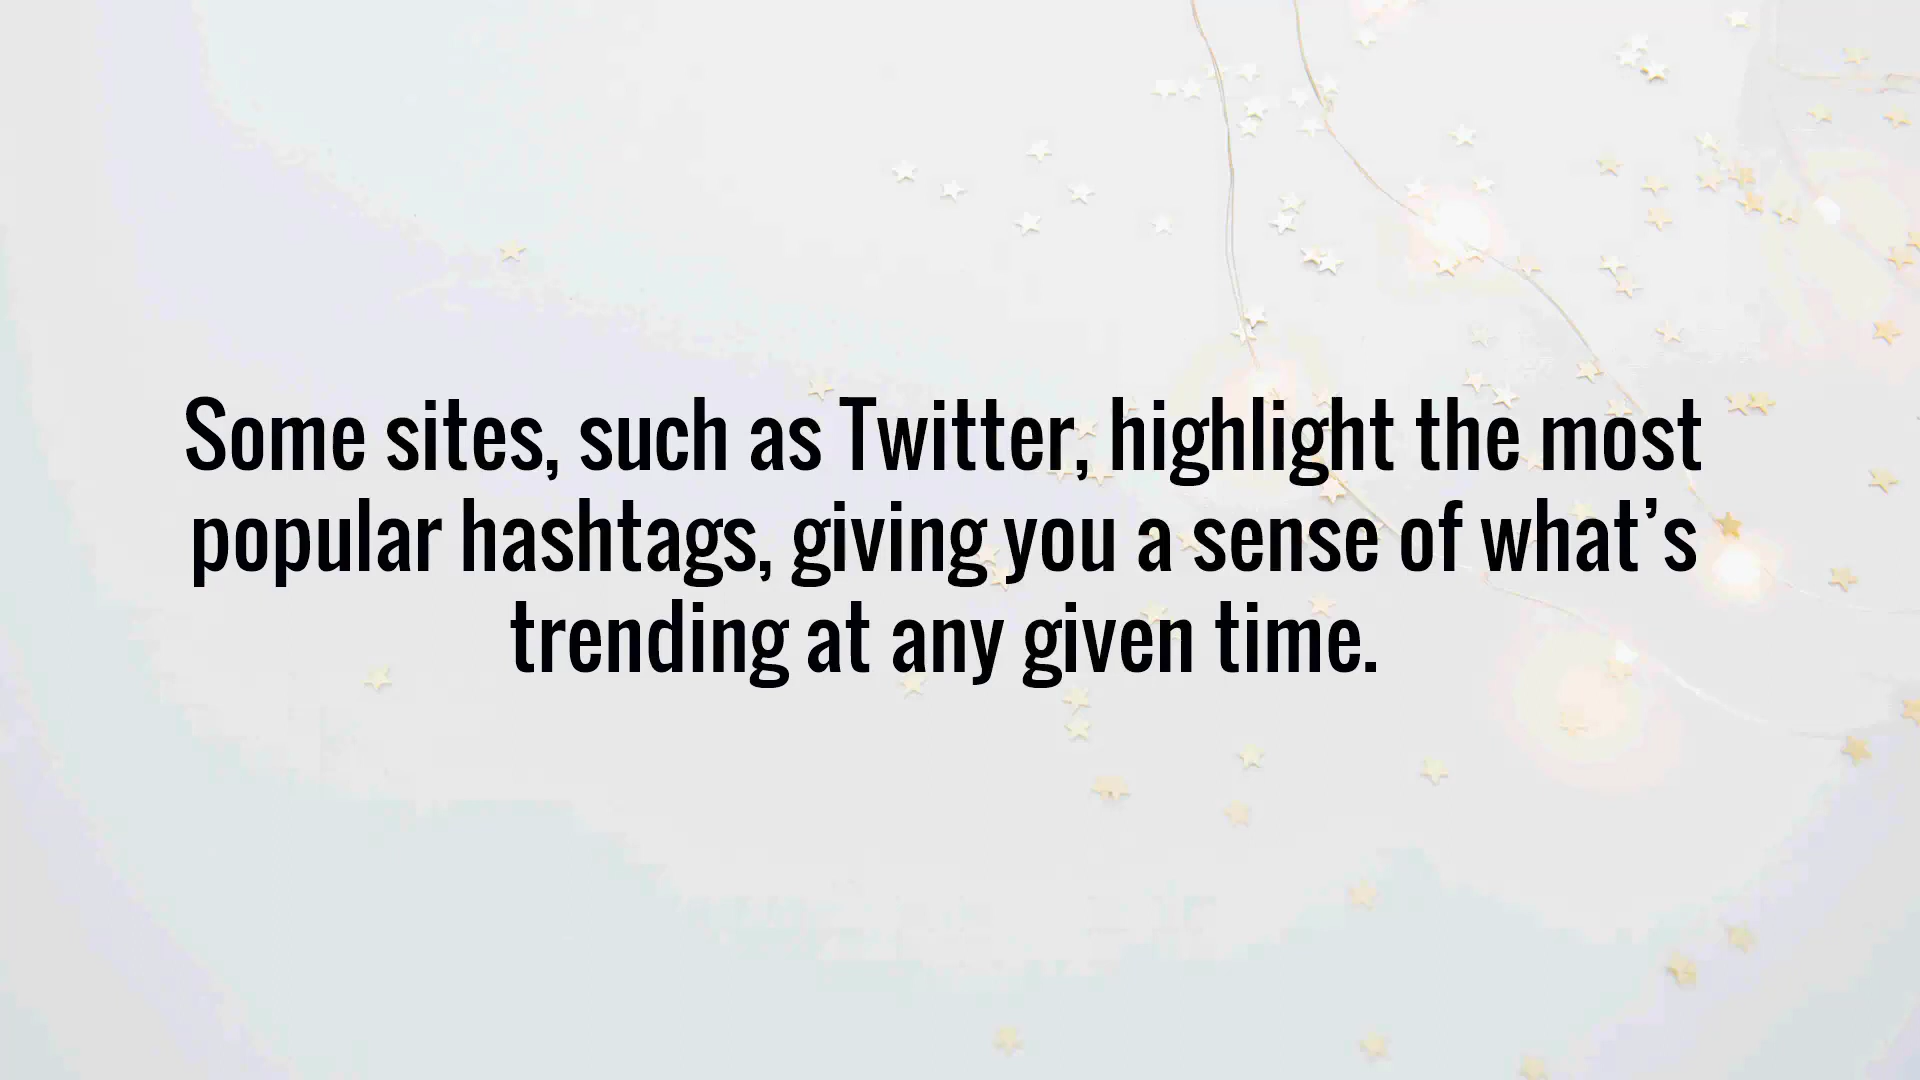 Some sites, such as Twitter, highlight the most
popular hashtags, giving you a sense of what’s
trending at any given time.